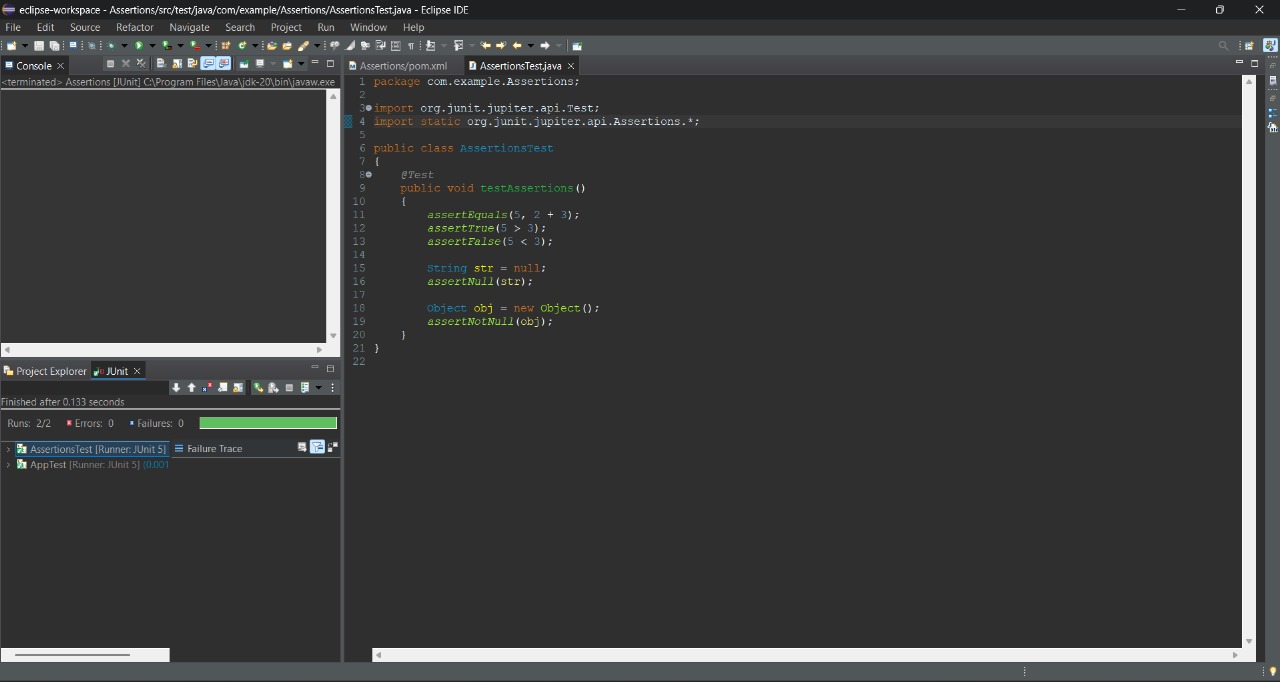 eclipse-workspace - Assertions/src/test/java/com/example/Assertions/AssertionsTest.java - Eclipse IDE
File Edit Source Refactor Navigate Search Project Run Window Help
Console
<terminated> Assertions [JUnit] C:\Program Files\Java\jdk-20\bin\javaw.exe
Project Explorer JUnit
Finished after 0.133 seconds
Runs: 2/2 Errors: 0 Failures: 0
AssertionsTest [Runner: JUnit 5] Failure Trace
AppTest [Runner: JUnit 5] (0.001
Assertions/pom.xml AssertionsTest.java
1 package com.example.Assertions;
2
3 import org.junit.jupiter.api.Test;
4 import static org.junit.jupiter.api.Assertions.*;
5
6 public class AssertionsTest
7 {
8 @Test
9 public void testAssertions()
10 {
11 assertEquals(5, 2 + 3);
12 assertTrue(5 > 3);
13 assertFalse(5 < 3);
14
15 String str = null;
16 assertNull(str);
17
18 Object obj = new Object();
19 assertNotNull(obj);
20 }
21 }
22